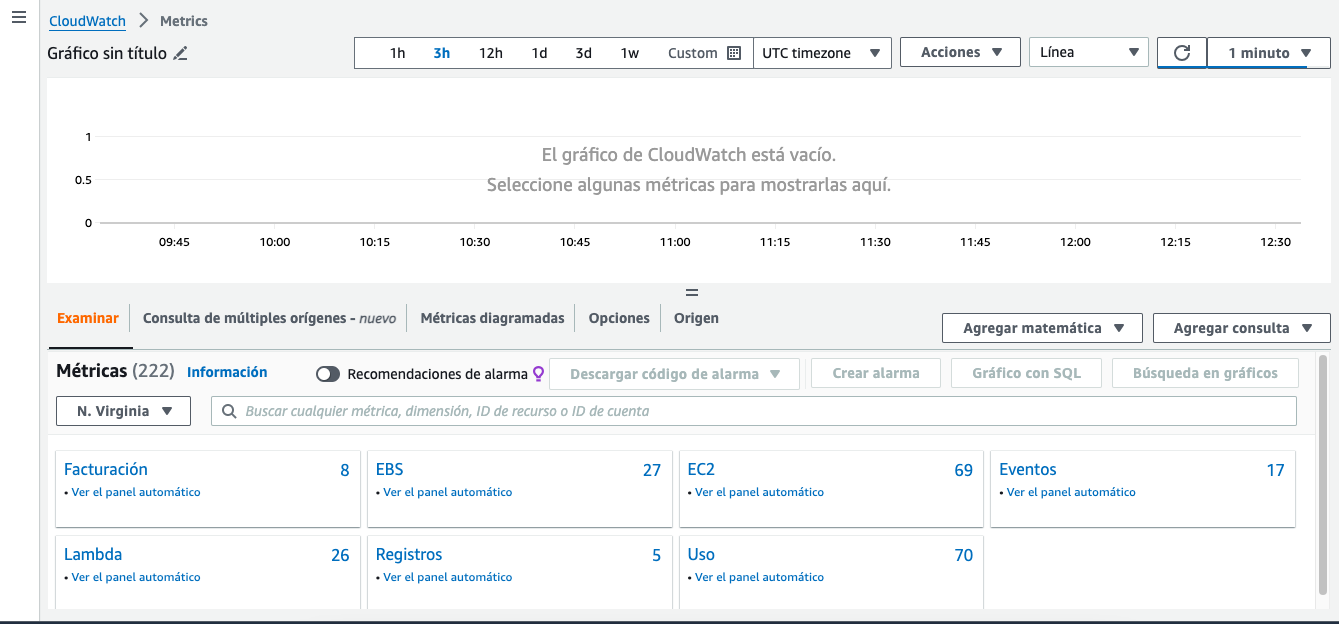 CloudWatch > Metrics
Gráfico sin título
1h 3h 12h 1d 3d 1w Custom UTC timezone Acciones Línea 1 minuto
1
El gráfico de CloudWatch está vacío.
0.5
Seleccione algunas métricas para mostrarlas aquí.
0
09:45 10:00 10:15 10:30 10:45 11:00 11:15 11:30 11:45 12:00 12:15 12:30
Examinar Consulta de múltiples orígenes - nuevo Métricas diagramadas Opciones Origen
Agregar matemática Agregar consulta
Métricas (222) Información Recomendaciones de alarma Descargar código de alarma Crear alarma Gráfico con SQL Búsqueda en gráficos
N. Virginia Buscar cualquier métrica, dimensión, ID de recurso o ID de cuenta
Facturación 8 EBS 27 EC2 69 Eventos 17
• Ver el panel automático • Ver el panel automático • Ver el panel automático • Ver el panel automático
Lambda 26 Registros 5 Uso 70
• Ver el panel automático • Ver el panel automático • Ver el panel automático